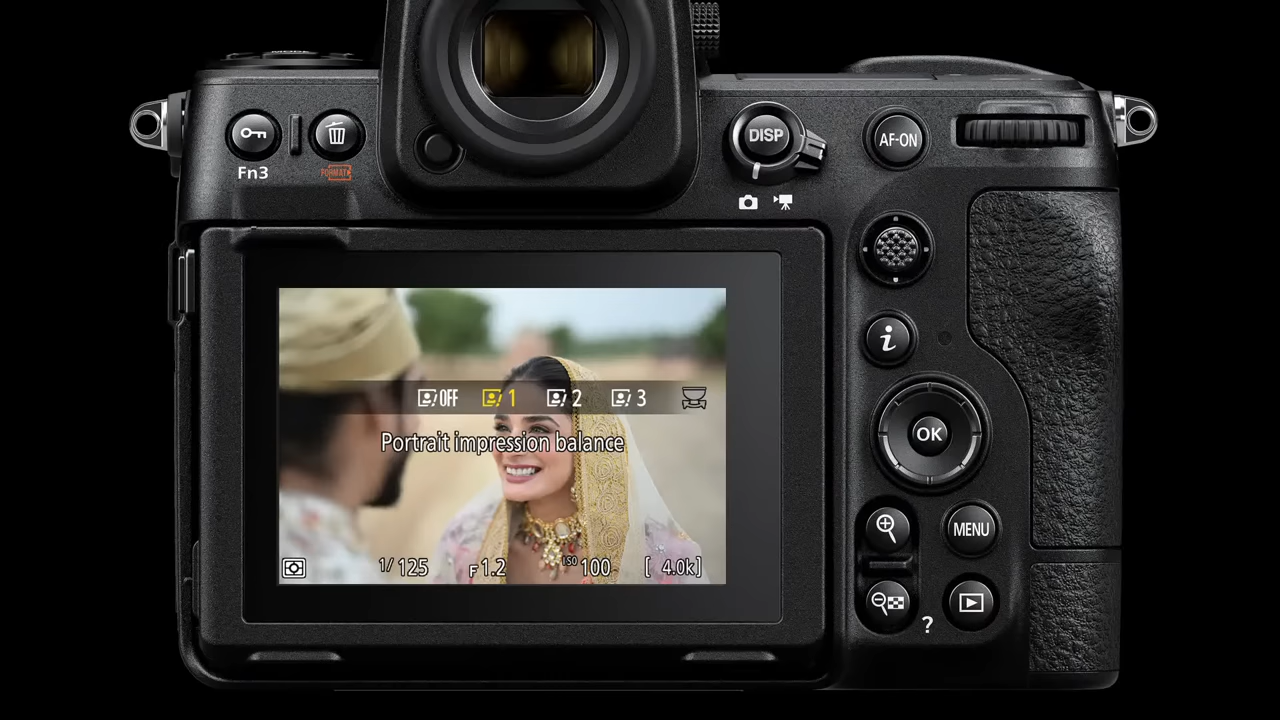 DISP
AF-ON
Fn3
FORMAT
OFF 1 2 3
Portrait impression balance
i
OK
MENU
1/125 F1.2 ISO 100 [ 4.0k]
?